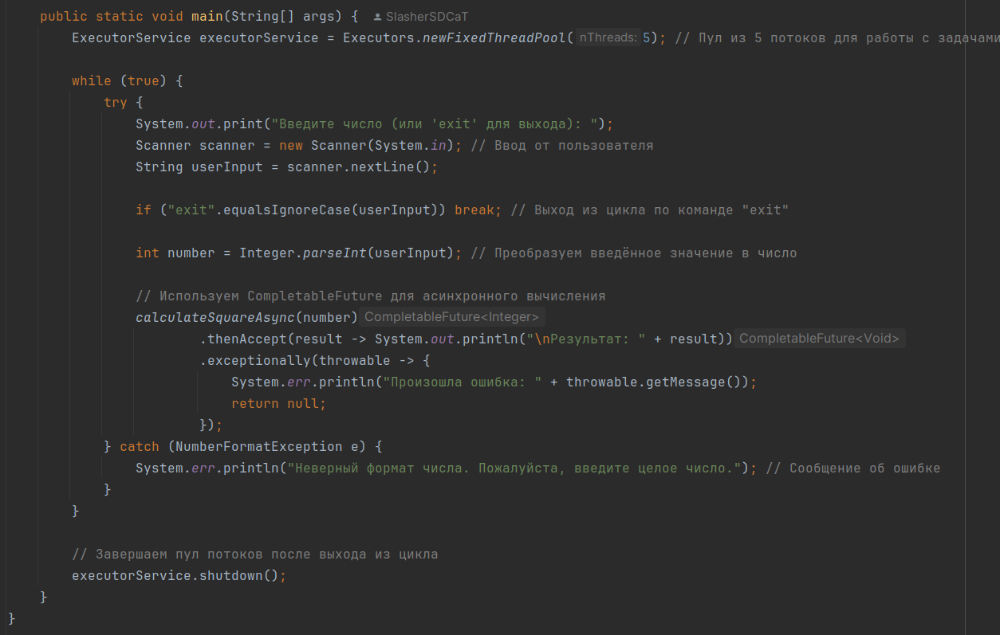 public static void main(String[] args) { SlasherSDCaT
ExecutorService executorService = Executors.newFixedThreadPool( nThreads: 5); // Пул из 5 потоков для работы с задачами
while (true) {
try {
System.out.print("Введите число (или 'exit' для выхода): ");
Scanner scanner = new Scanner(System.in); // Ввод от пользователя
String userInput = scanner.nextLine();
if ("exit".equalsIgnoreCase(userInput)) break; // Выход из цикла по команде "exit"
int number = Integer.parseInt(userInput); // Преобразуем введённое значение в число
// Используем CompletableFuture для асинхронного вычисления
calculateSquareAsync(number) CompletableFuture<Integer>
.thenAccept(result -> System.out.println("\nРезультат: " + result)) CompletableFuture<Void>
.exceptionally(throwable -> {
System.err.println("Произошла ошибка: " + throwable.getMessage());
return null;
});
} catch (NumberFormatException e) {
System.err.println("Неверный формат числа. Пожалуйста, введите целое число."); // Сообщение об ошибке
}
}
// Завершаем пул потоков после выхода из цикла
executorService.shutdown();
}
}